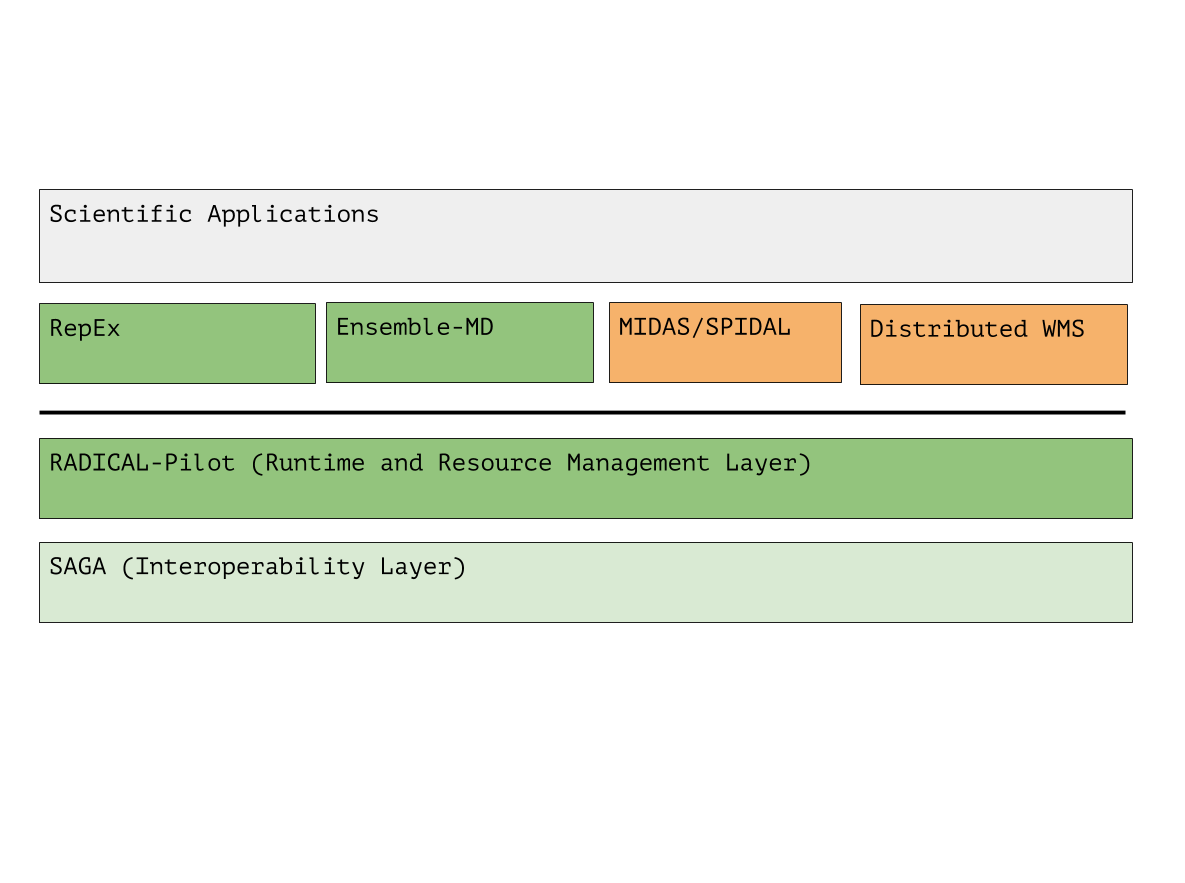 Scientific Applications
RepEx
Ensemble-MD
MIDAS/SPIDAL
Distributed WMS
RADICAL-Pilot (Runtime and Resource Management Layer)
SAGA (Interoperability Layer)